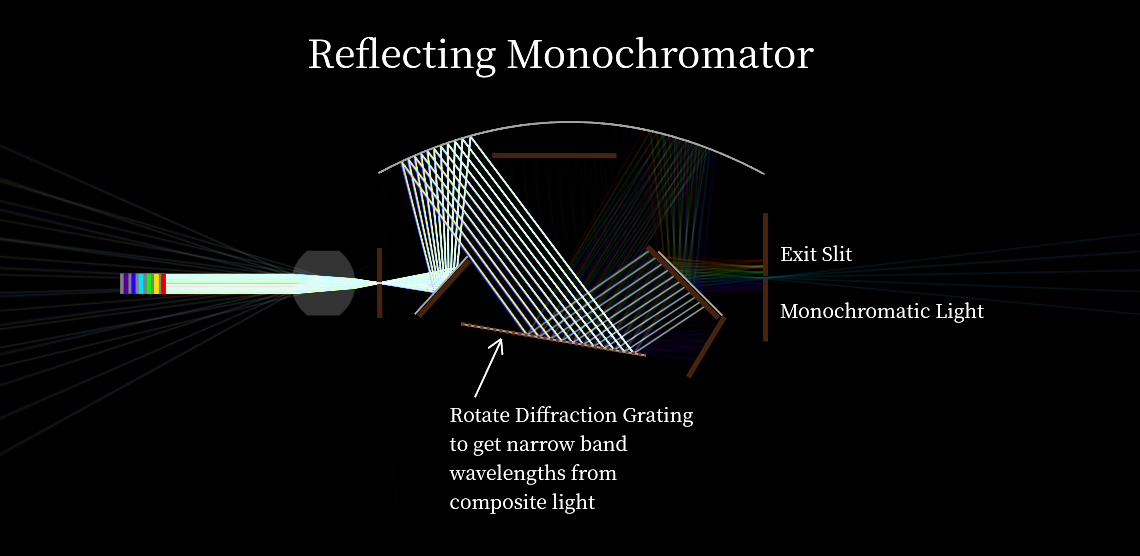 Reflecting Monochromator
Exit Slit
Monochromatic Light
Rotate Diffraction Grating
to get narrow band
wavelengths from
composite light